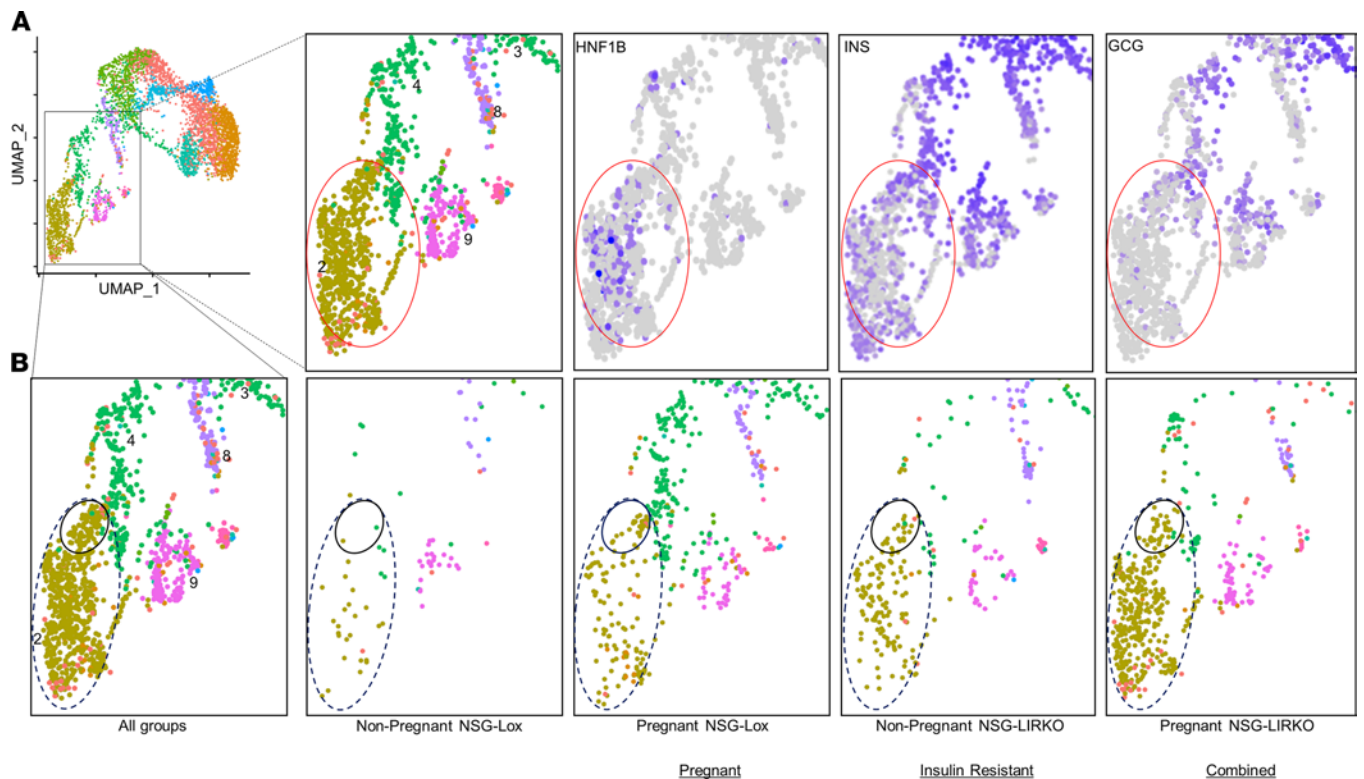 A
UMAP_2
UMAP_1
3
4
8
2
9
HNF1B
INS
GCG
B
3
4
8
2
9
All groups
Non-Pregnant NSG-Lox
Pregnant NSG-Lox
Non-Pregnant NSG-LIRKO
Pregnant NSG-LIRKO
Pregnant
Insulin Resistant
Combined